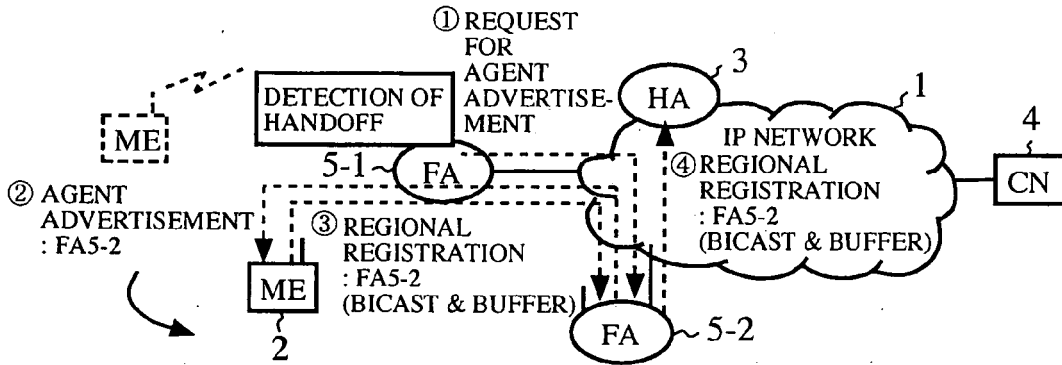 ① REQUEST
FOR
AGENT
ADVERTISE-
MENT
DETECTION OF
HANDOFF
ME
5-1
FA
HA
3
1
IP NETWORK
4
CN
④ REGIONAL
REGISTRATION
: FA5-2
(BICAST & BUFFER)
② AGENT
ADVERTISEMENT
: FA5-2
③ REGIONAL
REGISTRATION
: FA5-2
(BICAST & BUFFER)
ME
2
FA
5-2